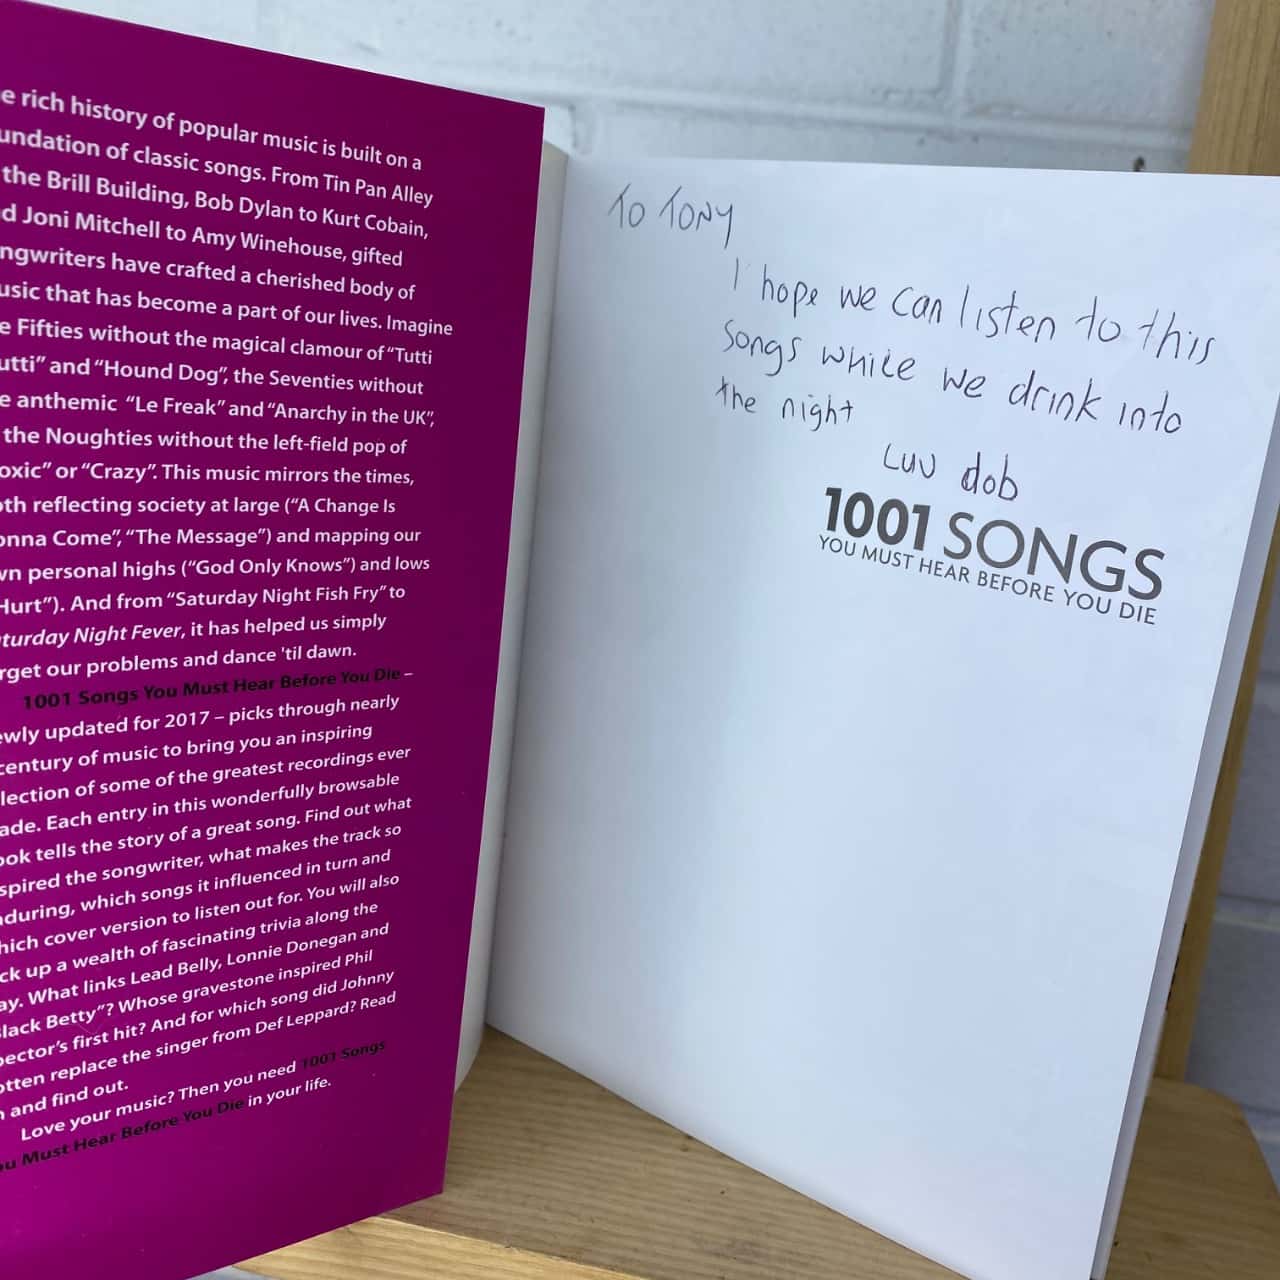 e rich history of popular music is built on a
undation of classic songs. From Tin Pan Alley
the Brill Building, Bob Dylan to Kurt Cobain,
d Joni Mitchell to Amy Winehouse, gifted
ngwriters have crafted a cherished body of
usic that has become a part of our lives. Imagine
e Fifties without the magical clamour of “Tutti
utti” and “Hound Dog”, the Seventies without
e anthemic “Le Freak” and “Anarchy in the UK”,
the Noughties without the left-field pop of
oxic” or “Crazy”. This music mirrors the times,
oth reflecting society at large (“A Change Is
onna Come”, “The Message”) and mapping our
wn personal highs (“God Only Knows”) and lows
Hurt”). And from “Saturday Night Fish Fry” to
turday Night Fever, it has helped us simply
rget our problems and dance 'til dawn.
1001 Songs You Must Hear Before You Die –
ewly updated for 2017 – picks through nearly
century of music to bring you an inspiring
lection of some of the greatest recordings ever
ade. Each entry in this wonderfully browsable
ook tells the story of a great song. Find out what
spired the songwriter, what makes the track so
nduring, which songs it influenced in turn and
hich cover version to listen out for. You will also
ck up a wealth of fascinating trivia along the
ay. What links Lead Belly, Lonnie Donegan and
lack Betty”? Whose gravestone inspired Phil
pector’s first hit? And for which song did Johnny
otten replace the singer from Def Leppard? Read
n and find out.
Love your music? Then you need 1001 Songs
ou Must Hear Before You Die in your life.
TO TONY
I hope we can listen to this
songs while we drink into
the night
Luv dob
1001 SONGS
YOU MUST HEAR BEFORE YOU DIE